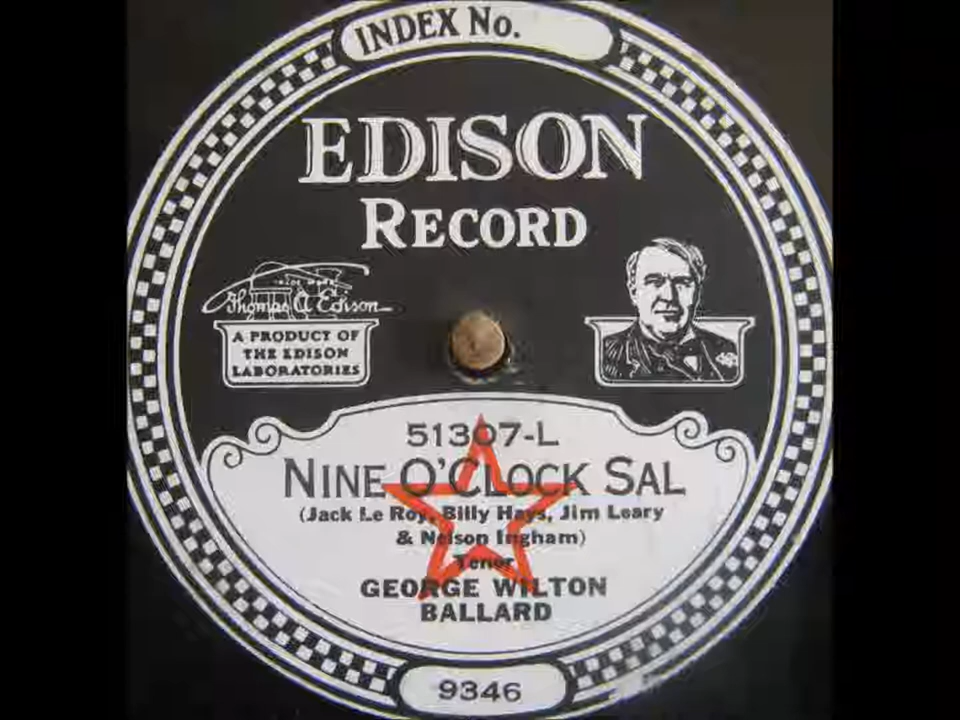 INDEX No.
EDISON
RECORD
Thomas A Edison
A PRODUCT OF
THE EDISON
LABORATORIES
51307-L
NINE O'CLOCK SAL
(Jack Le Roy, Billy Hays, Jim Leary
& Nelson Ingham)
Tenor
GEORGE WILTON
BALLARD
9346